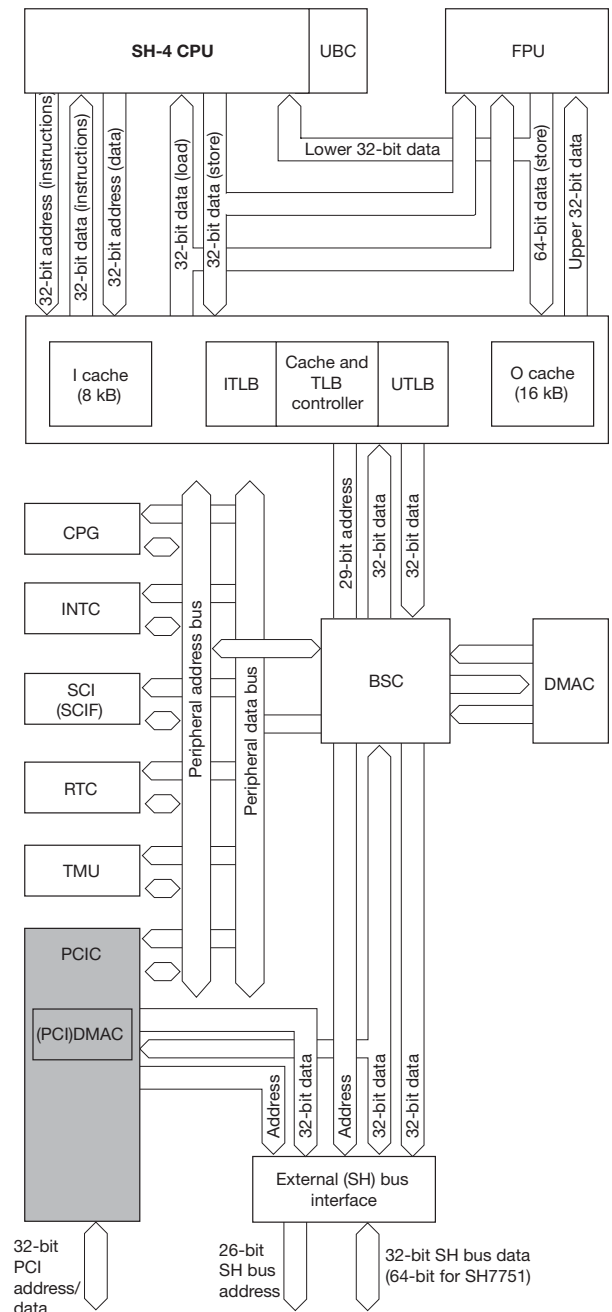 SH-4 CPU
UBC
FPU
Lower 32-bit data
32-bit address (instructions)
32-bit data (instructions)
32-bit address (data)
32-bit data (load)
32-bit data (store)
64-bit data (store)
Upper 32-bit data
I cache
(8 kB)
ITLB
Cache and
TLB
controller
UTLB
O cache
(16 kB)
29-bit address
32-bit data
32-bit data
CPG
INTC
SCI
(SCIF)
RTC
TMU
PCIC
(PCI)DMAC
Peripheral address bus
Peripheral data bus
BSC
DMAC
Address
32-bit data
Address
32-bit data
32-bit data
External (SH) bus
interface
32-bit
PCI
address/
data
26-bit
SH bus
address
32-bit SH bus data
(64-bit for SH7751)